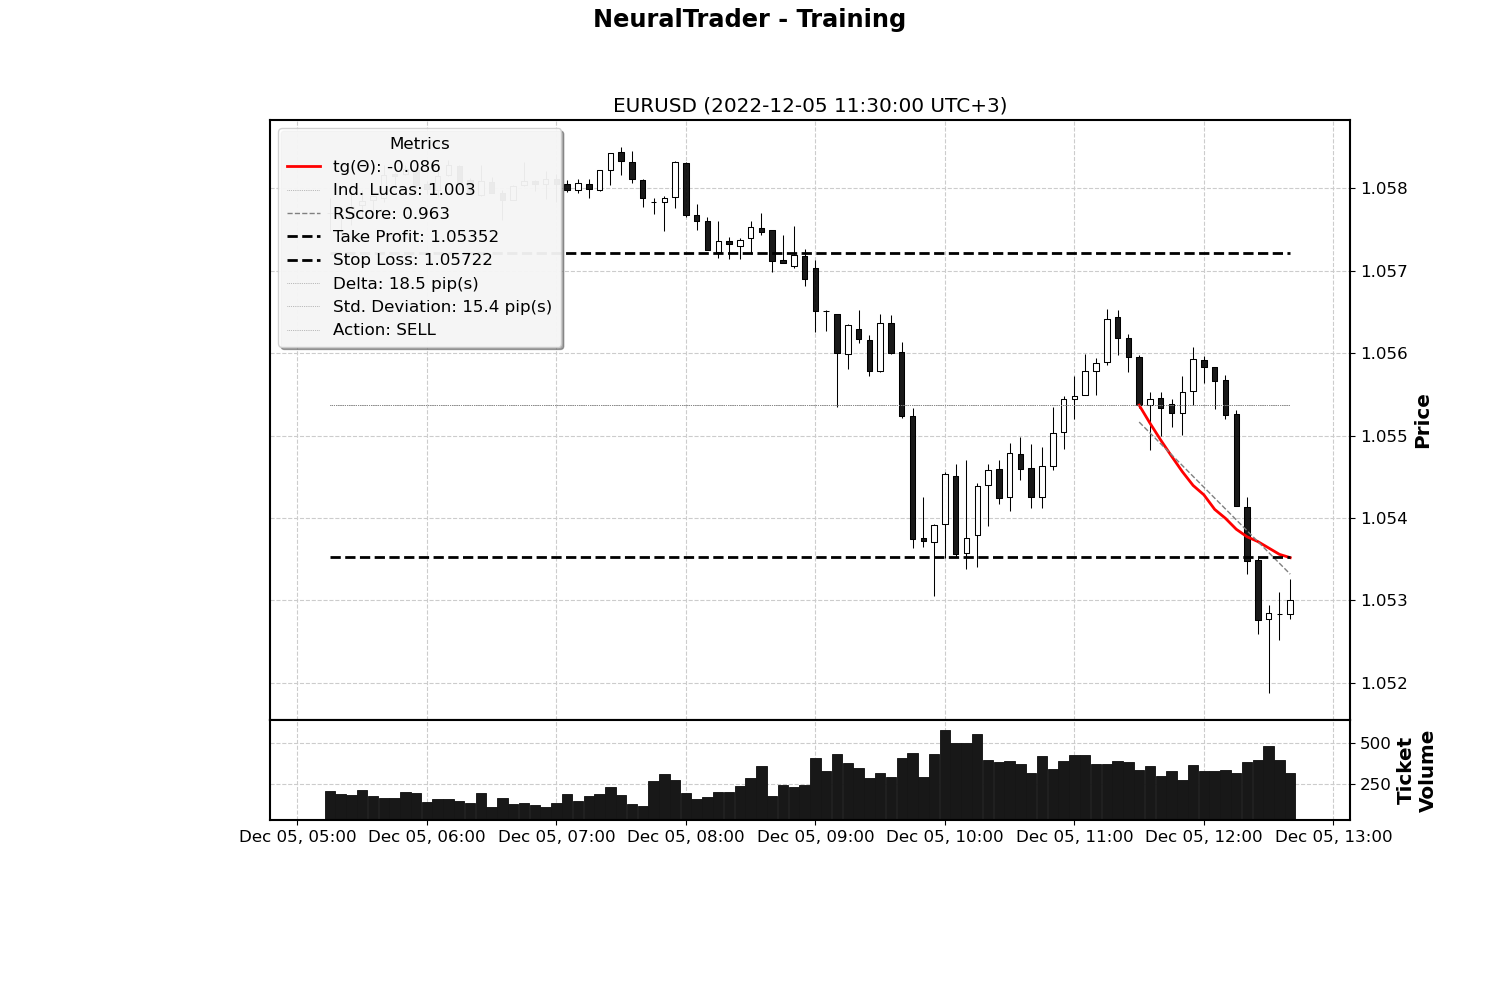 NeuralTrader - Training
EURUSD (2022-12-05 11:30:00 UTC+3)
Metrics
tg(Θ): -0.086
Ind. Lucas: 1.003
RScore: 0.963
Take Profit: 1.05352
Stop Loss: 1.05722
Delta: 18.5 pip(s)
Std. Deviation: 15.4 pip(s)
Action: SELL
1.058
1.057
1.056
1.055
1.054
1.053
1.052
Price
500
250
Ticket
Volume
Dec 05, 05:00 Dec 05, 06:00 Dec 05, 07:00 Dec 05, 08:00 Dec 05, 09:00 Dec 05, 10:00 Dec 05, 11:00 Dec 05, 12:00 Dec 05, 13:00